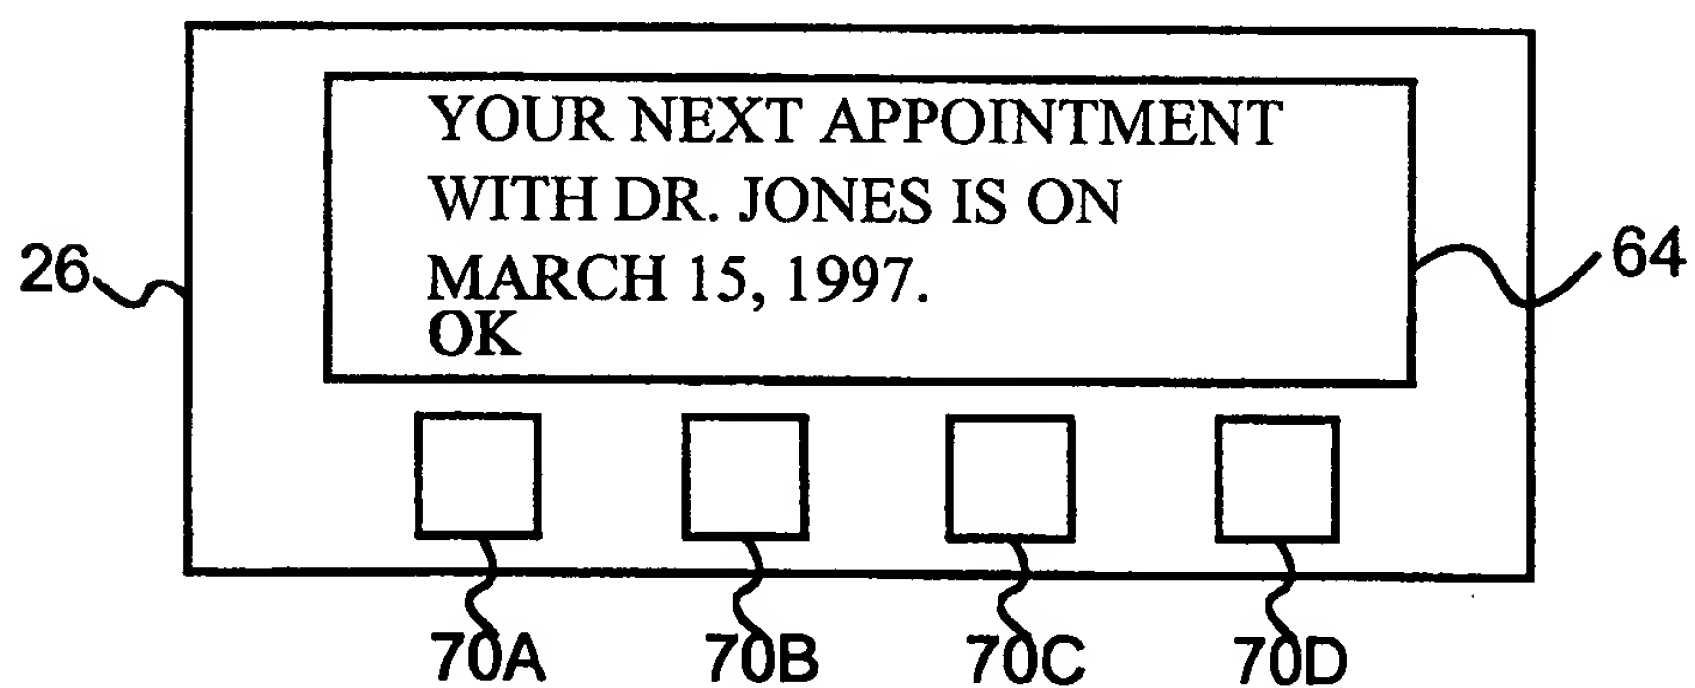 YOUR NEXT APPOINTMENT
WITH DR. JONES IS ON
MARCH 15, 1997.
OK
26
64
70A 70B 70C 70D